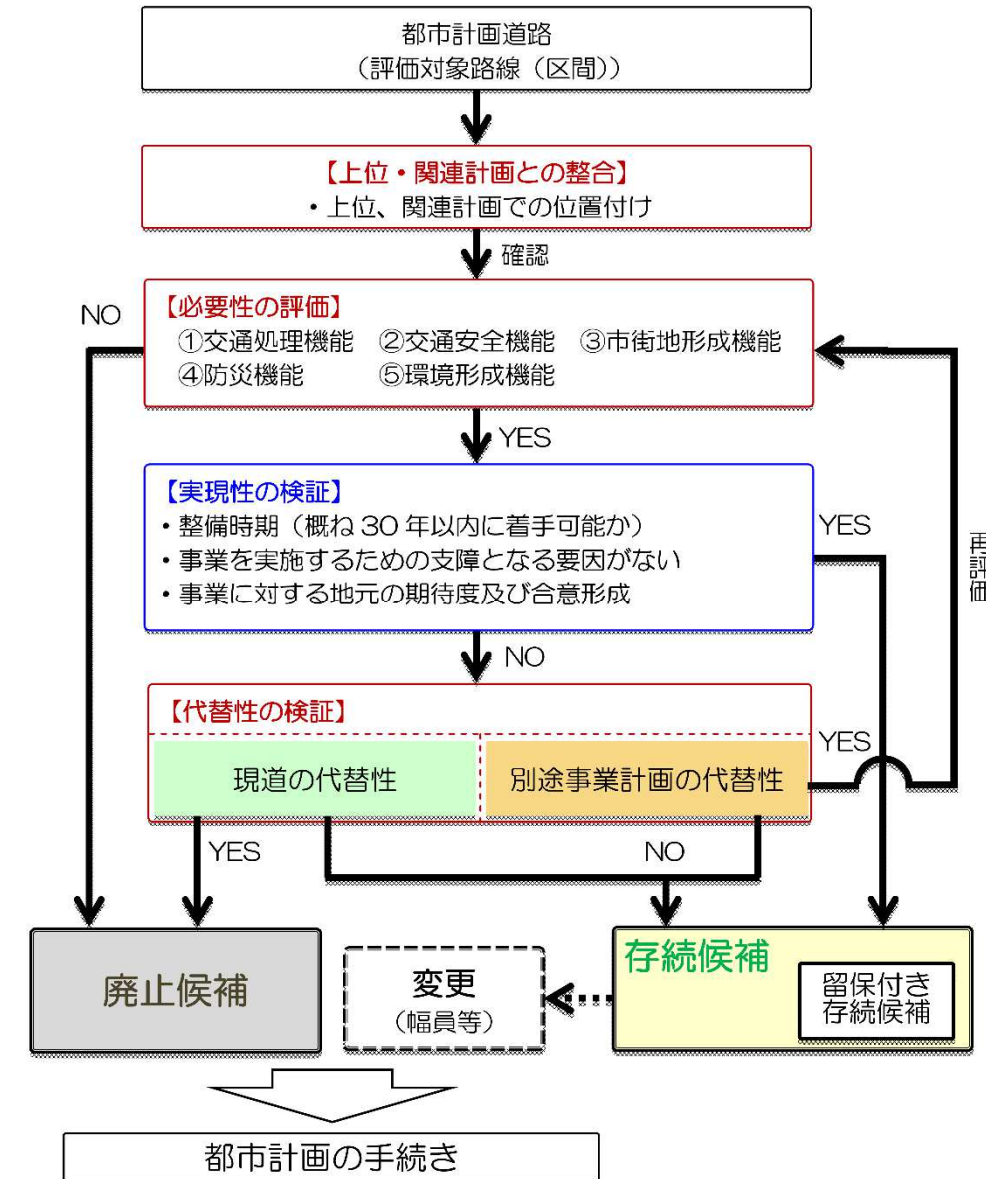 都市計画道路
（評価対象路線（区間））
【上位・関連計画との整合】
・上位、関連計画での位置付け
確認
【必要性の評価】
①交通処理機能　②交通安全機能　③市街地形成機能
④防災機能　⑤環境形成機能
NO
YES
【実現性の検証】
・整備時期（概ね 30 年以内に着手可能か）
・事業を実施するための支障となる要因がない
・事業に対する地元の期待度及び合意形成
YES
再評価
NO
【代替性の検証】
現道の代替性
別途事業計画の代替性
YES
YES
NO
廃止候補
変更
（幅員等）
存続候補
留保付き
存続候補
都市計画の手続き